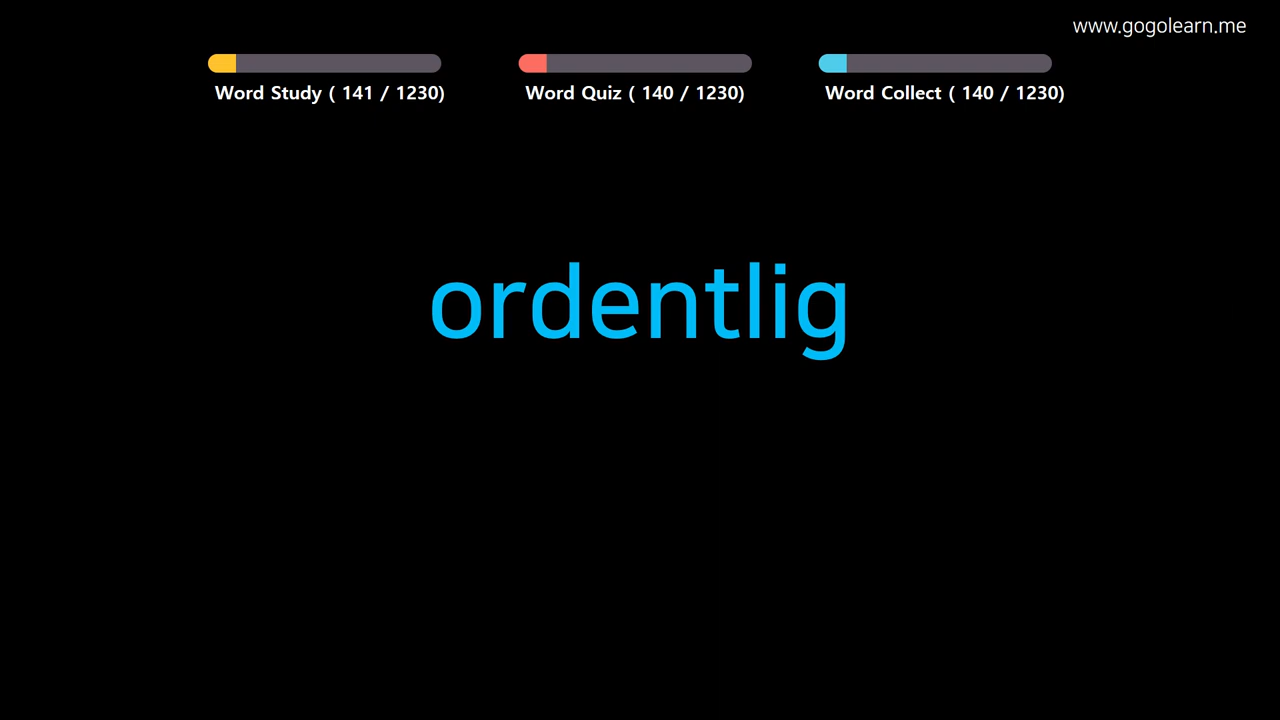 www.gogolearn.me
Word Study ( 141 / 1230)
Word Quiz ( 140 / 1230)
Word Collect ( 140 / 1230)
ordentlig